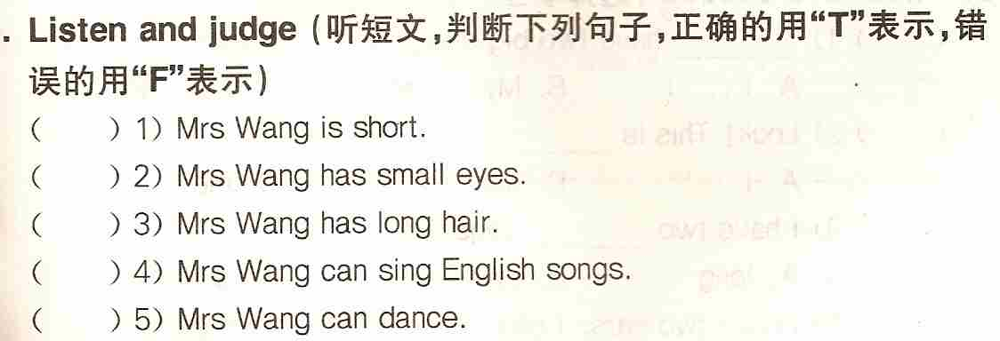 . Listen and judge (听短文,判断下列句子,正确的用“T”表示,错
误的用“F”表示)
(    ) 1) Mrs Wang is short.
(    ) 2) Mrs Wang has small eyes.
(    ) 3) Mrs Wang has long hair.
(    ) 4) Mrs Wang can sing English songs.
(    ) 5) Mrs Wang can dance.